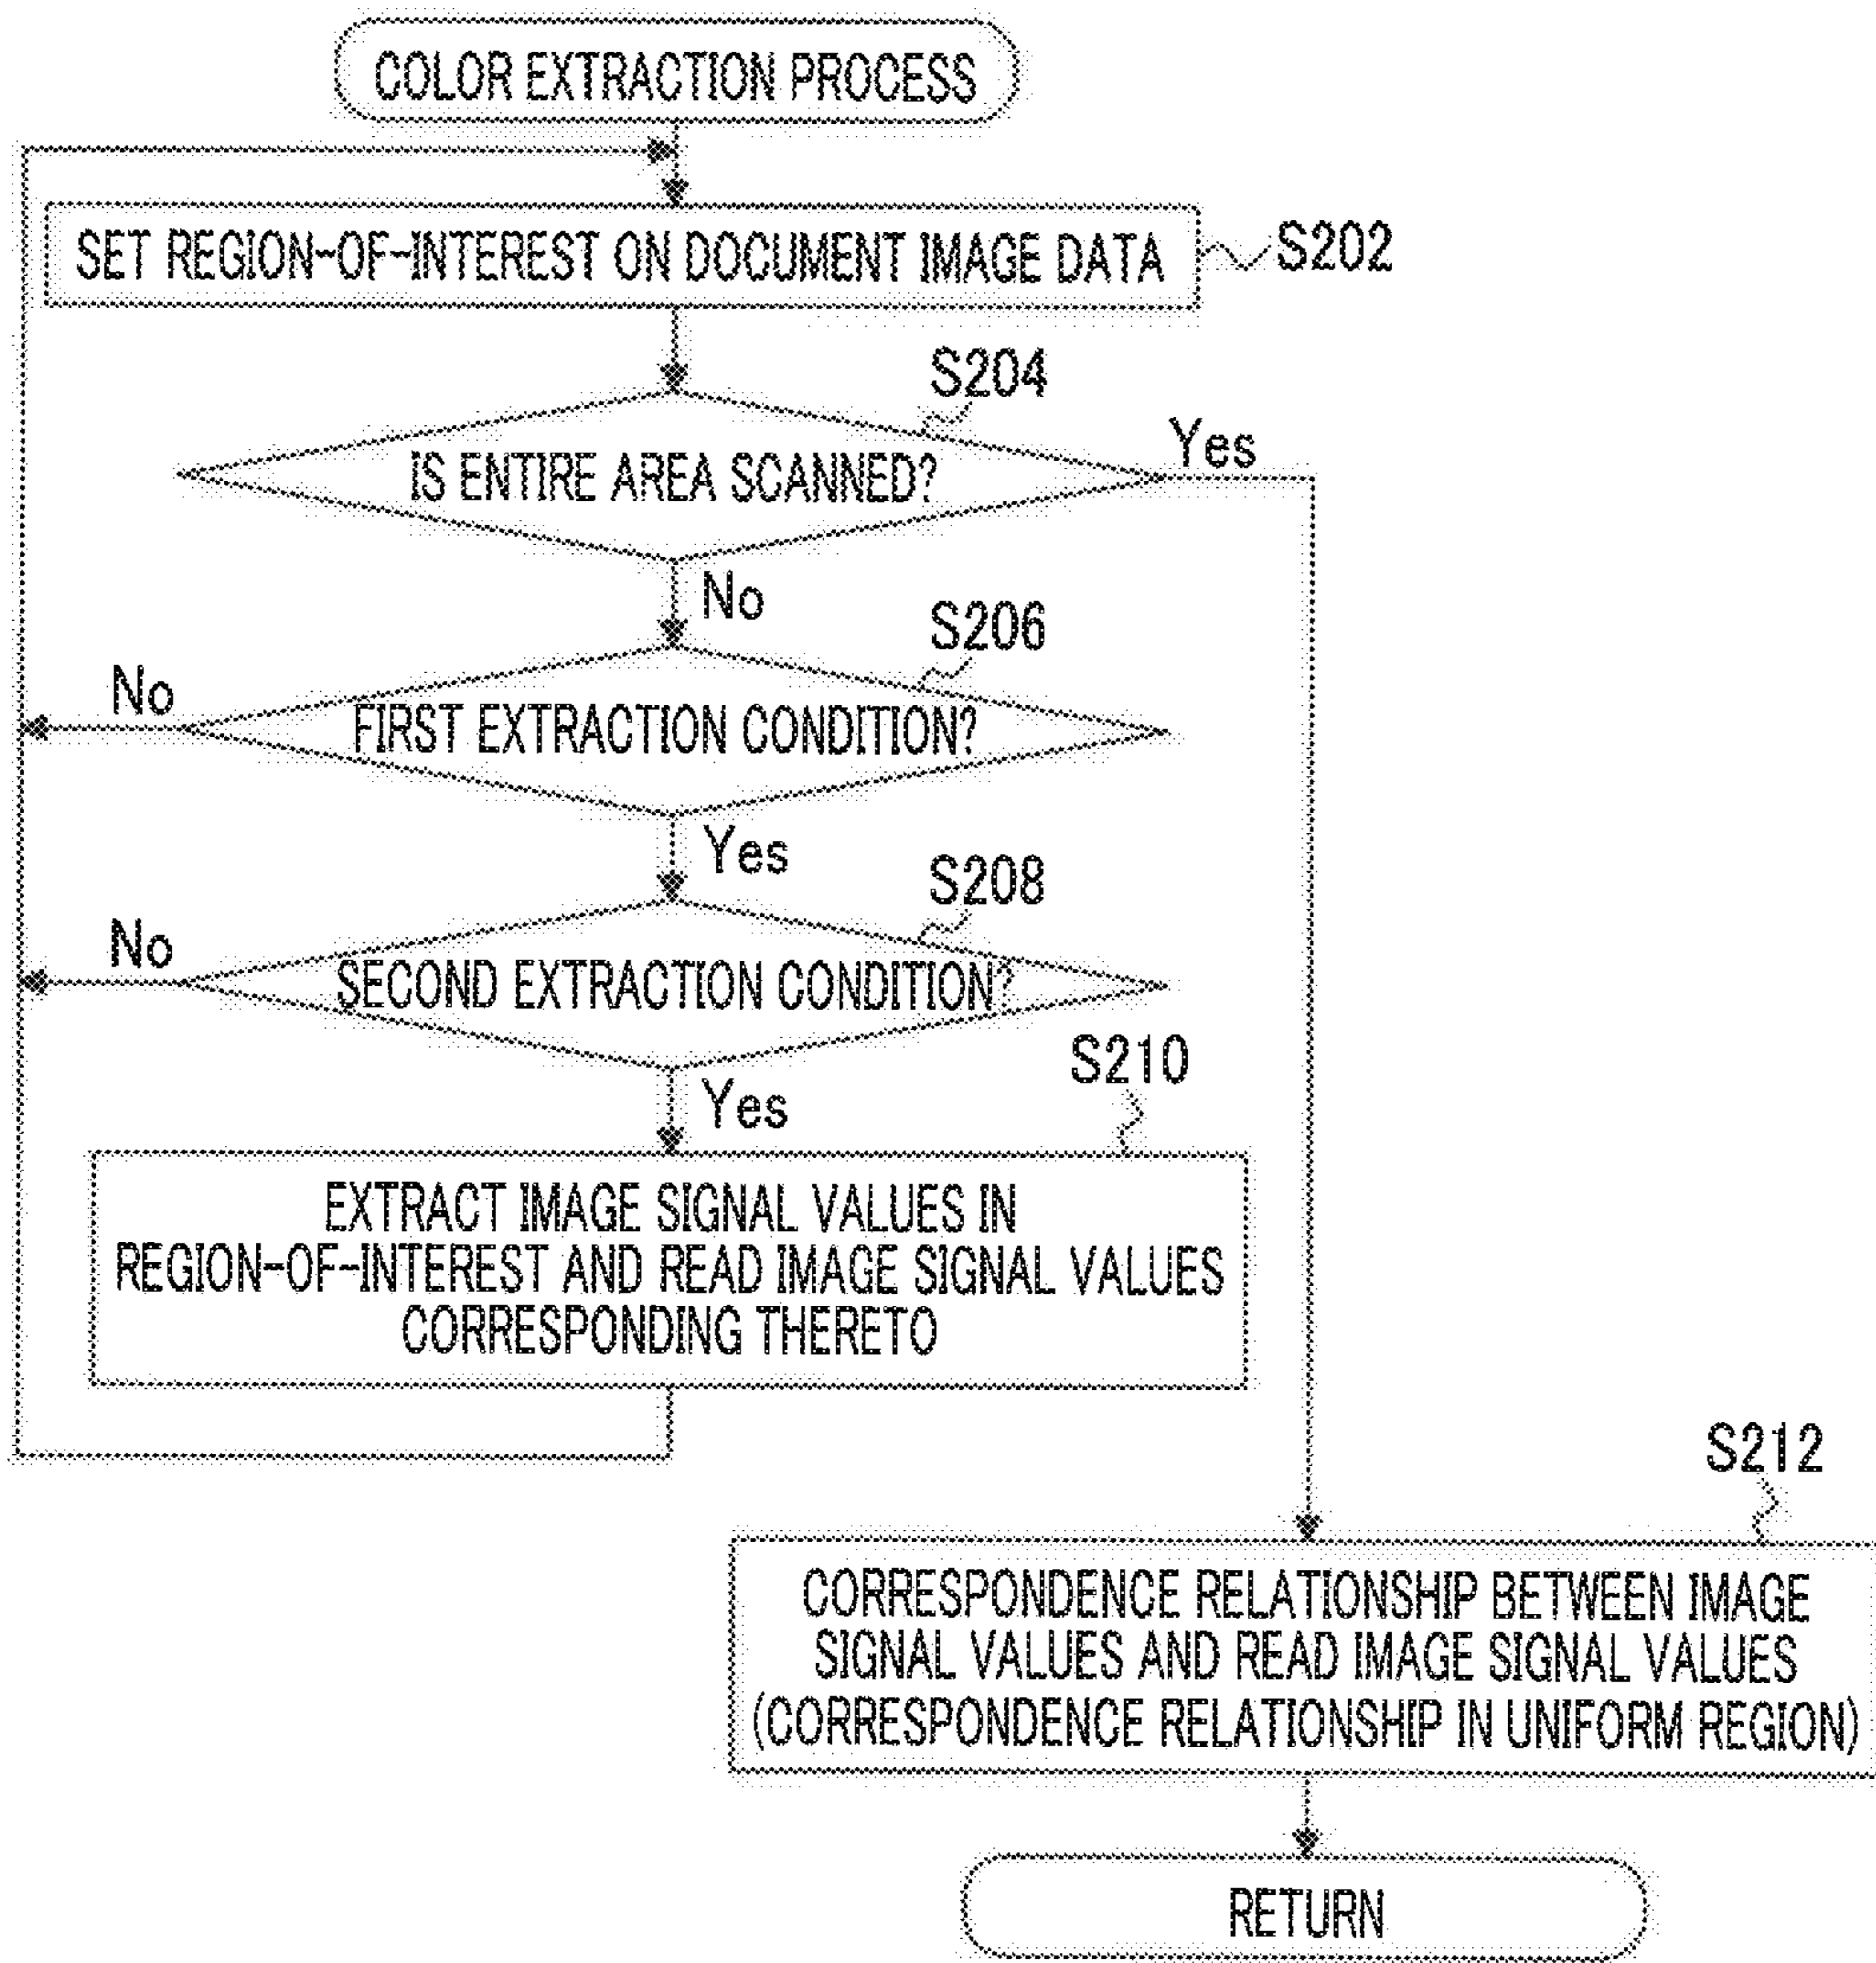 COLOR EXTRACTION PROCESS
SET REGION-OF-INTEREST ON DOCUMENT IMAGE DATA
S202
S204
IS ENTIRE AREA SCANNED?
Yes
No
S206
No
FIRST EXTRACTION CONDITION?
Yes
S208
No
SECOND EXTRACTION CONDITION?
Yes
S210
EXTRACT IMAGE SIGNAL VALUES IN
REGION-OF-INTEREST AND READ IMAGE SIGNAL VALUES
CORRESPONDING THERETO
S212
CORRESPONDENCE RELATIONSHIP BETWEEN IMAGE
SIGNAL VALUES AND READ IMAGE SIGNAL VALUES
(CORRESPONDENCE RELATIONSHIP IN UNIFORM REGION)
RETURN